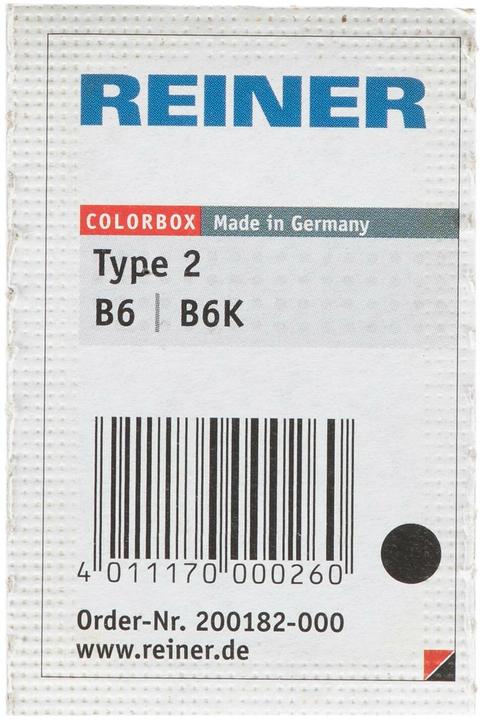 REINER
COLORBOX Made in Germany
Type 2
B6 | B6K
4 011170 000260
Order-Nr. 200182-000
www.reiner.de